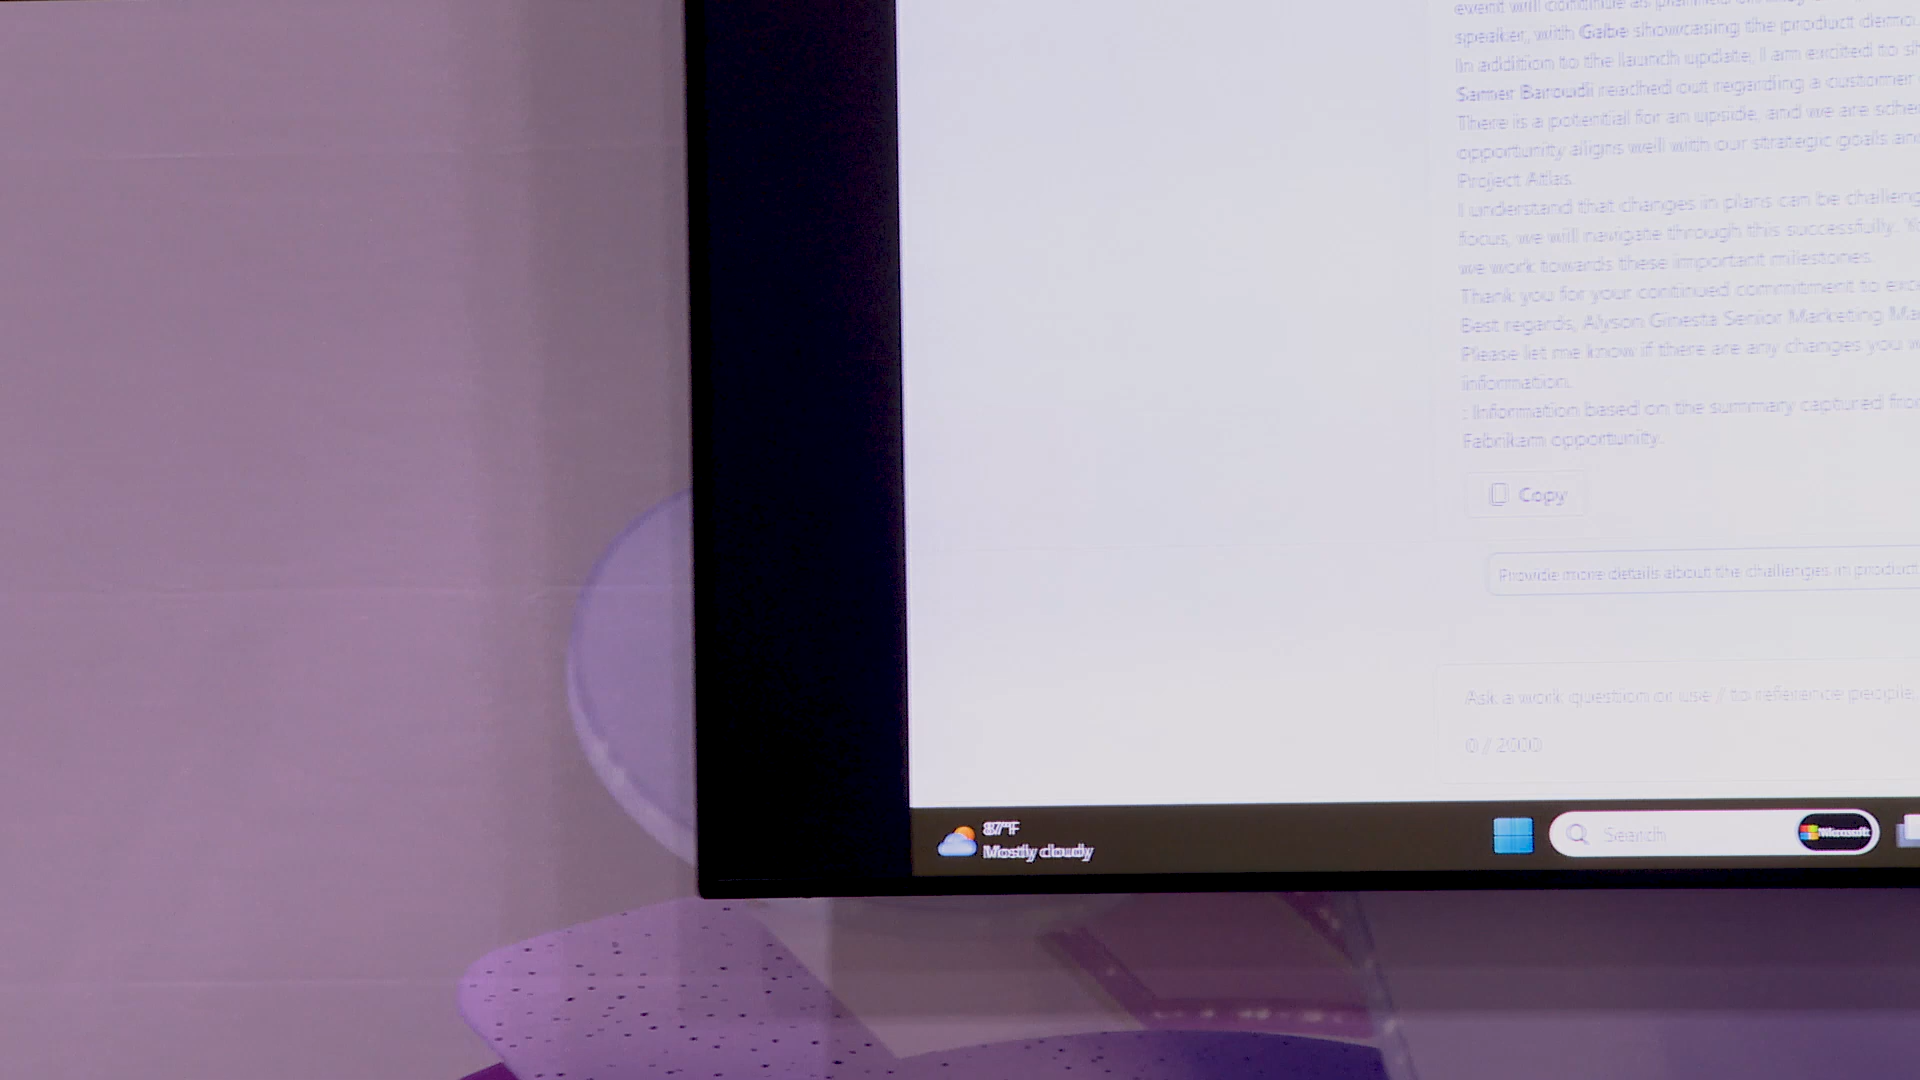 event will continue as planned
speaker, with Gabe showcasing the product demo.
In addition to the launch update, I am excited to
Samer Baroudi reached out regarding a customer
There is a potential for an upside, and we are
opportunity aligns well with our strategic goals
Project Atlas.
I understand that changes in plans can be
focus, we will navigate through this successfully.
we work towards these important milestones.
Thank you for your continued commitment to
Best regards, Alyson Ginesta Senior Marketing
Please let me know if there are any changes you
information.
: Information based on the summary captured
Fabrikam opportunity.
Copy
Provide more details about the challenges in product
Ask a work question or use / to reference people,
0 / 2000
87°F
Mostly cloudy
Search
Microsoft